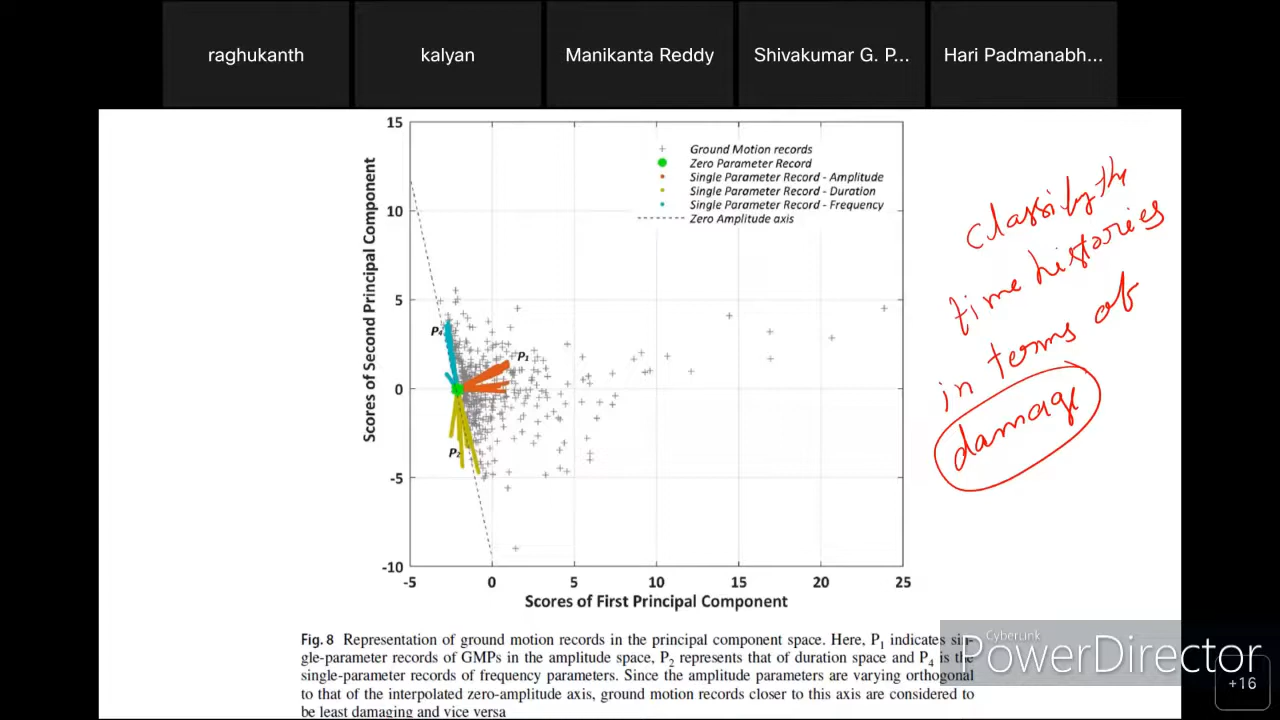 raghukanth
kalyan
Manikanta Reddy
Shivakumar G. P...
Hari Padmanabh...
15
10
5
0
-5
-10
-5
0
5
10
15
20
25
Scores of Second Principal Component
Scores of First Principal Component
Ground Motion records
Zero Parameter Record
Single Parameter Record - Amplitude
Single Parameter Record - Duration
Single Parameter Record - Frequency
Zero Amplitude axis
P4
P1
P2
classify the
time histories
in terms of
damage
Fig. 8 Representation of ground motion records in the principal component space. Here, P1 indicates sin-
gle-parameter records of GMPs in the amplitude space, P2 represents that of duration space and P4 is the
single-parameter records of frequency parameters. Since the amplitude parameters are varying orthogonal
to that of the interpolated zero-amplitude axis, ground motion records closer to this axis are considered to
be least damaging and vice versa
CyberLink
PowerDirector
+16